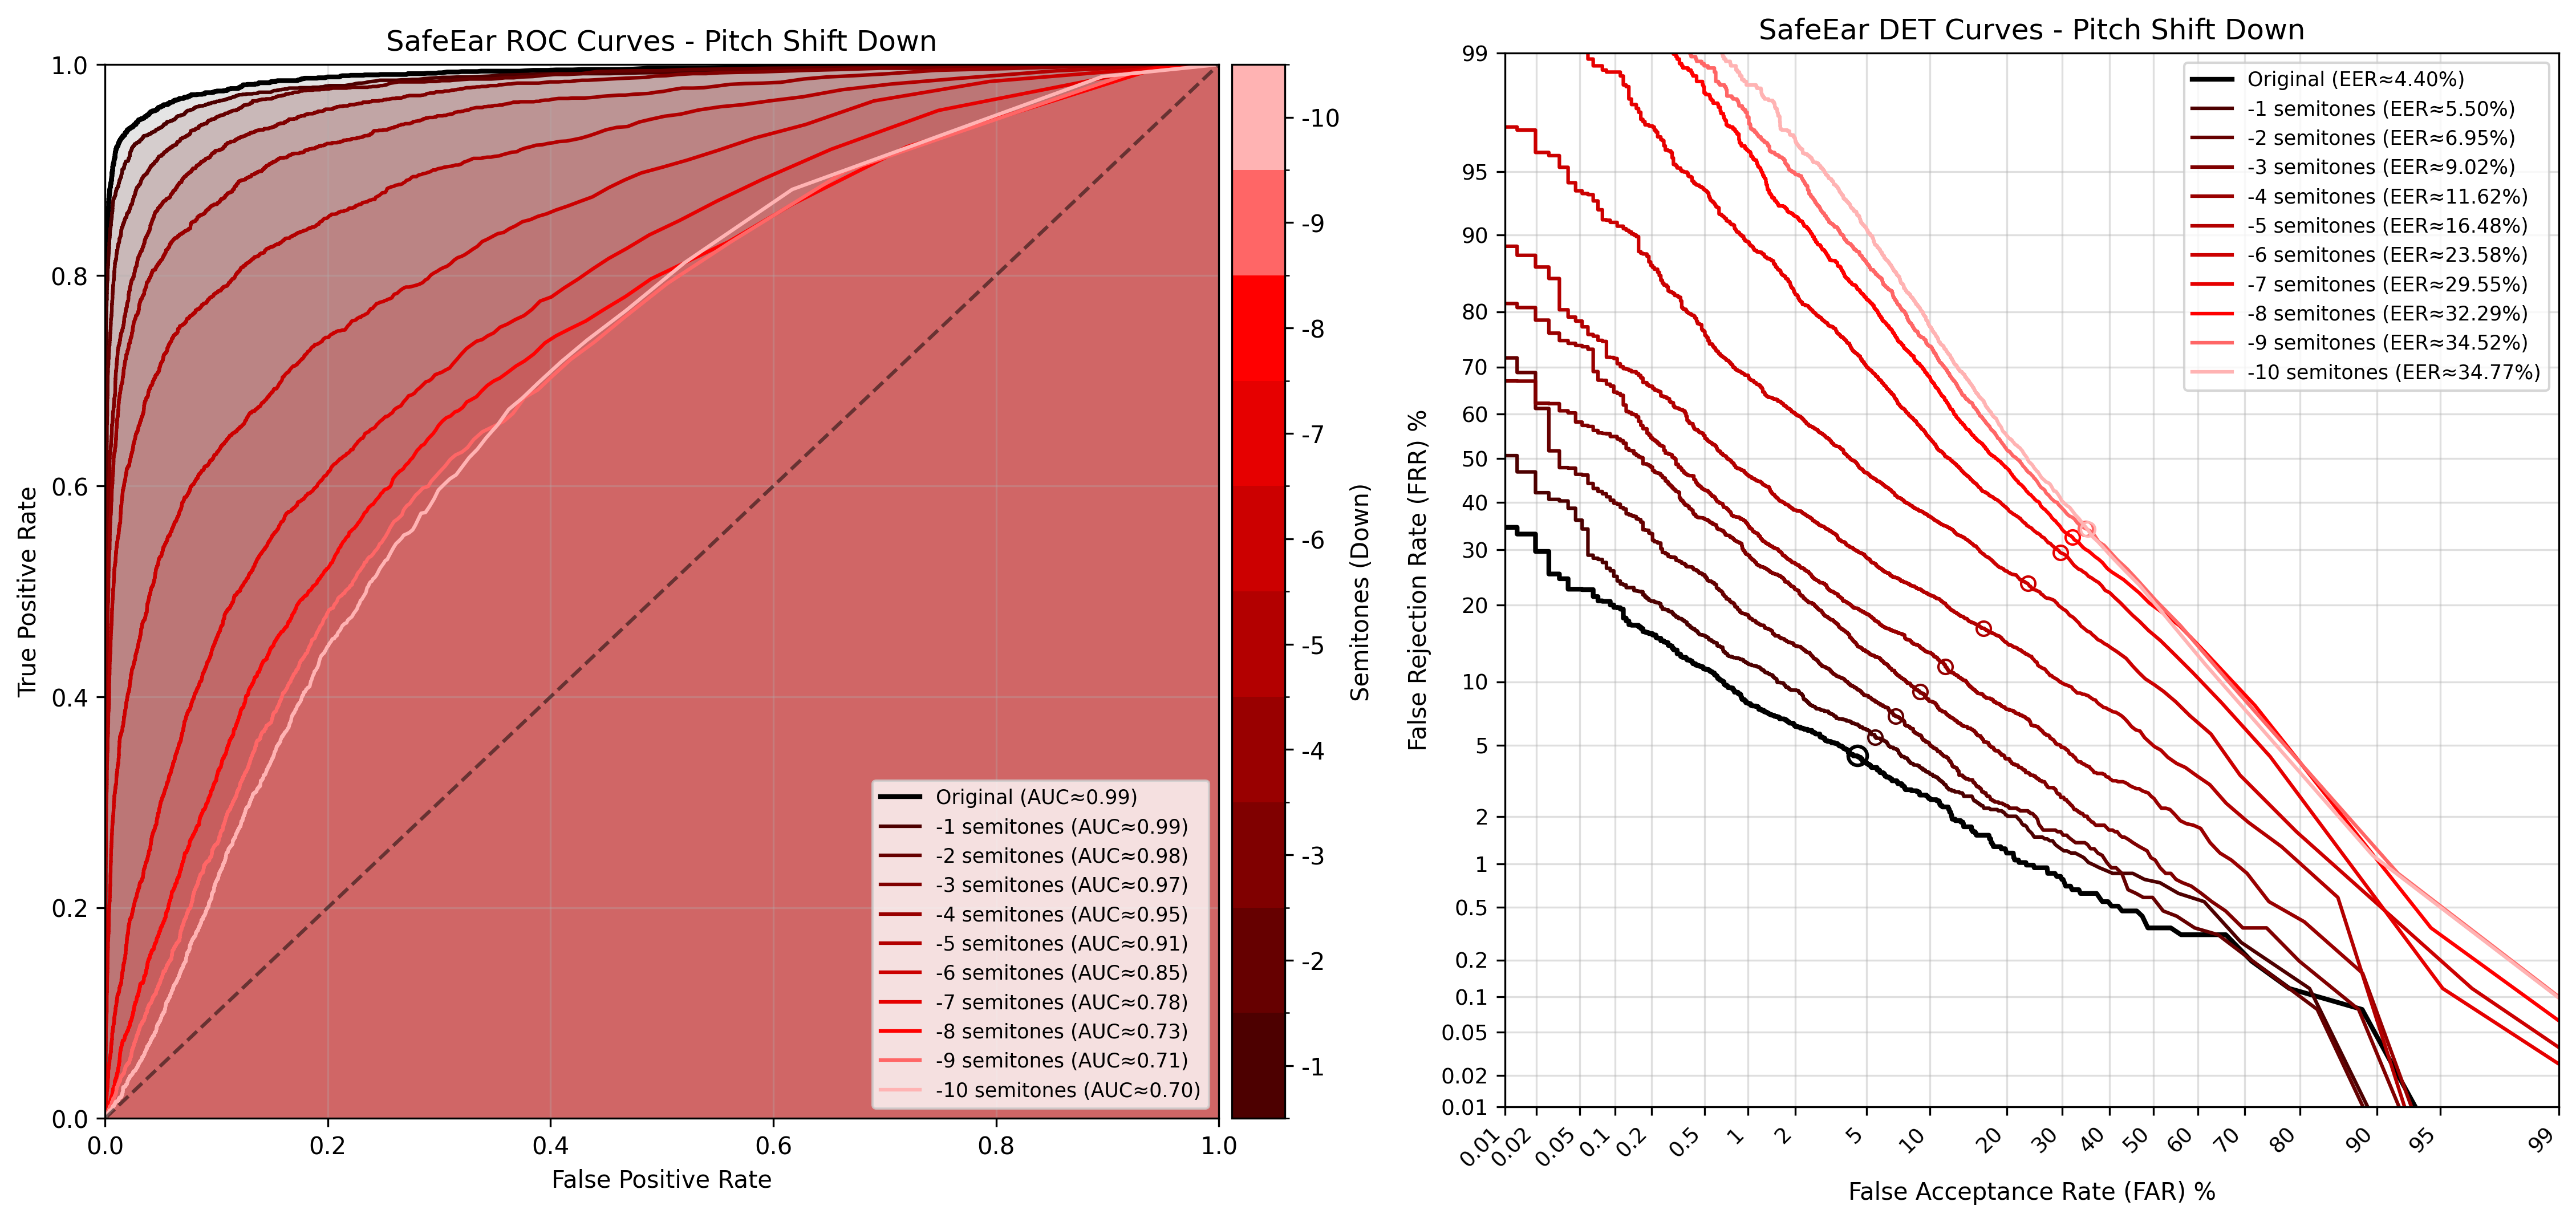 SafeEar ROC Curves - Pitch Shift Down
True Positive Rate
1.0
0.8
0.6
0.4
0.2
0.0
0.0 0.2 0.4 0.6 0.8 1.0
False Positive Rate
Original (AUC≈0.99)
-1 semitones (AUC≈0.99)
-2 semitones (AUC≈0.98)
-3 semitones (AUC≈0.97)
-4 semitones (AUC≈0.95)
-5 semitones (AUC≈0.91)
-6 semitones (AUC≈0.85)
-7 semitones (AUC≈0.78)
-8 semitones (AUC≈0.73)
-9 semitones (AUC≈0.71)
-10 semitones (AUC≈0.70)
-10
-9
-8
-7
-6
-5
-4
-3
-2
-1
Semitones (Down)
SafeEar DET Curves - Pitch Shift Down
False Rejection Rate (FRR) %
99
95
90
80
70
60
50
40
30
20
10
5
2
1
0.5
0.2
0.1
0.05
0.02
0.01
0.01 0.02 0.05 0.1 0.2 0.5 1 2 5 10 20 30 40 50 60 70 80 90 95 99
False Acceptance Rate (FAR) %
Original (EER≈4.40%)
-1 semitones (EER≈5.50%)
-2 semitones (EER≈6.95%)
-3 semitones (EER≈9.02%)
-4 semitones (EER≈11.62%)
-5 semitones (EER≈16.48%)
-6 semitones (EER≈23.58%)
-7 semitones (EER≈29.55%)
-8 semitones (EER≈32.29%)
-9 semitones (EER≈34.52%)
-10 semitones (EER≈34.77%)